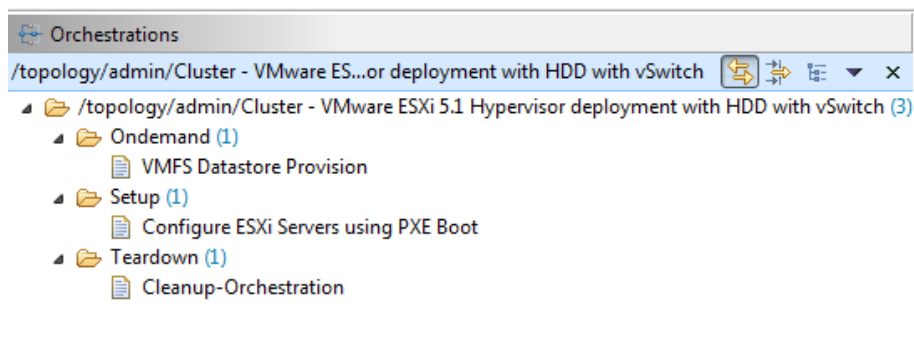 Orchestrations
/topology/admin/Cluster - VMware ES...or deployment with HDD with vSwitch
/topology/admin/Cluster - VMware ESXi 5.1 Hypervisor deployment with HDD with vSwitch (3)
Ondemand (1)
VMFS Datastore Provision
Setup (1)
Configure ESXi Servers using PXE Boot
Teardown (1)
Cleanup-Orchestration